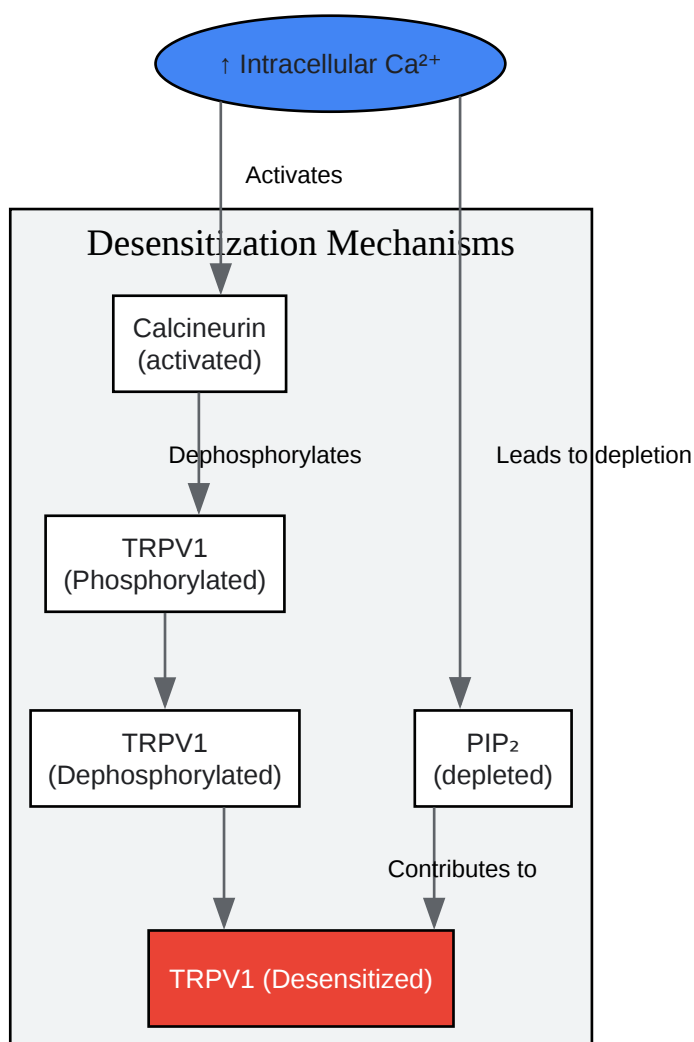 ↑ Intracellular Ca²⁺
Activates
Desensitization Mechanisms
Calcineurin
(activated)
Dephosphorylates
Leads to depletion
TRPV1
(Phosphorylated)
TRPV1
(Dephosphorylated)
PIP₂
(depleted)
Contributes to
TRPV1 (Desensitized)